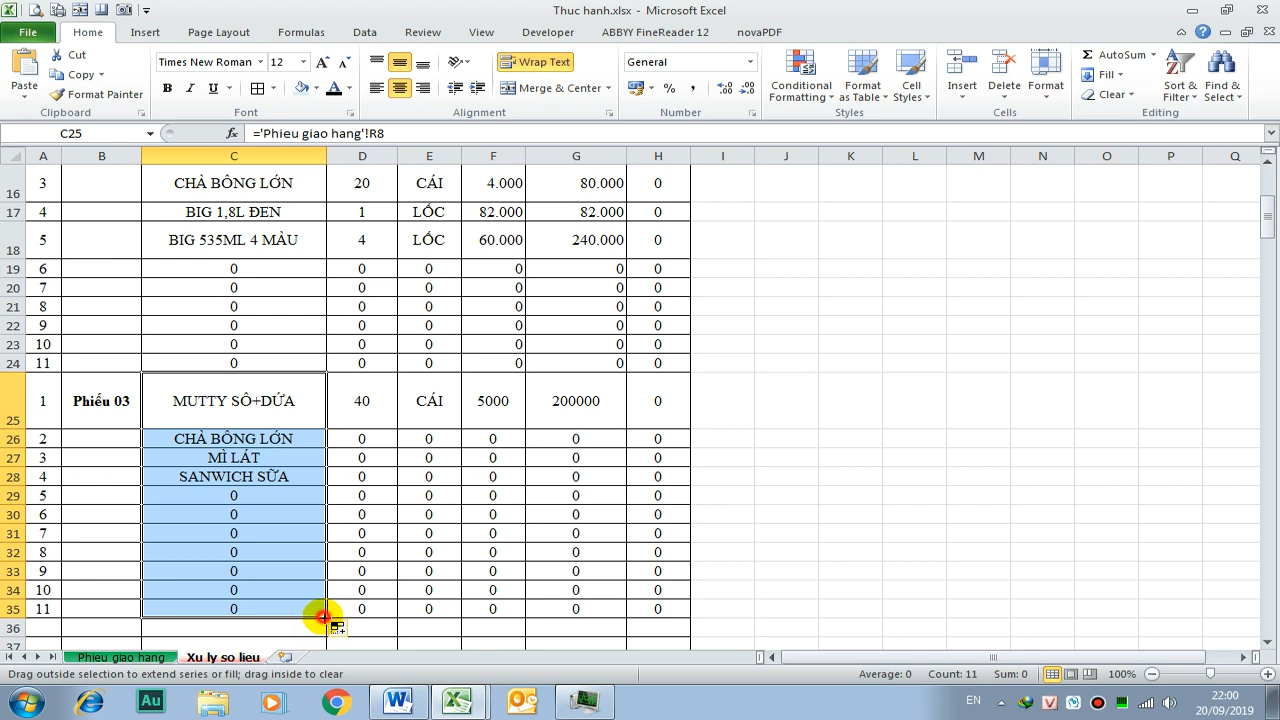 Thuc hanh.xlsx - Microsoft Excel
File Home Insert Page Layout Formulas Data Review View Developer ABBYY FineReader 12 novaPDF
Paste Cut Copy Format Painter Clipboard
Times New Roman 12 A A B I U A Font
Wrap Text Merge & Center Alignment
General % , Number
Conditional Formatting Format as Table Cell Styles Styles
Insert Delete Format Cells
Σ AutoSum Fill Clear Sort & Filter Find & Select Editing
C25 fx ='Phieu giao hang'!R8
A B C D E F G H I J K L M N O P Q
16 3 CHÀ BÔNG LỚN 20 CÁI 4.000 80.000 0
17 4 BIG 1,8L ĐEN 1 LỐC 82.000 82.000 0
18 5 BIG 535ML 4 MÀU 4 LỐC 60.000 240.000 0
19 6 0 0 0 0 0 0
20 7 0 0 0 0 0 0
21 8 0 0 0 0 0 0
22 9 0 0 0 0 0 0
23 10 0 0 0 0 0 0
24 11 0 0 0 0 0 0
25 1 Phiếu 03 MUTTY SÔ+DỨA 40 CÁI 5000 200000 0
26 2 CHÀ BÔNG LỚN 0 0 0 0 0
27 3 MÌ LÁT 0 0 0 0 0
28 4 SANWICH SỮA 0 0 0 0 0
29 5 0 0 0 0 0 0
30 6 0 0 0 0 0 0
31 7 0 0 0 0 0 0
32 8 0 0 0 0 0 0
33 9 0 0 0 0 0 0
34 10 0 0 0 0 0 0
35 11 0 0 0 0 0 0
36
37
Phieu giao hang Xu ly so lieu
Drag outside selection to extend series or fill; drag inside to clear Average: 0 Count: 11 Sum: 0 100%
Au EN V 22:00
20/09/2019